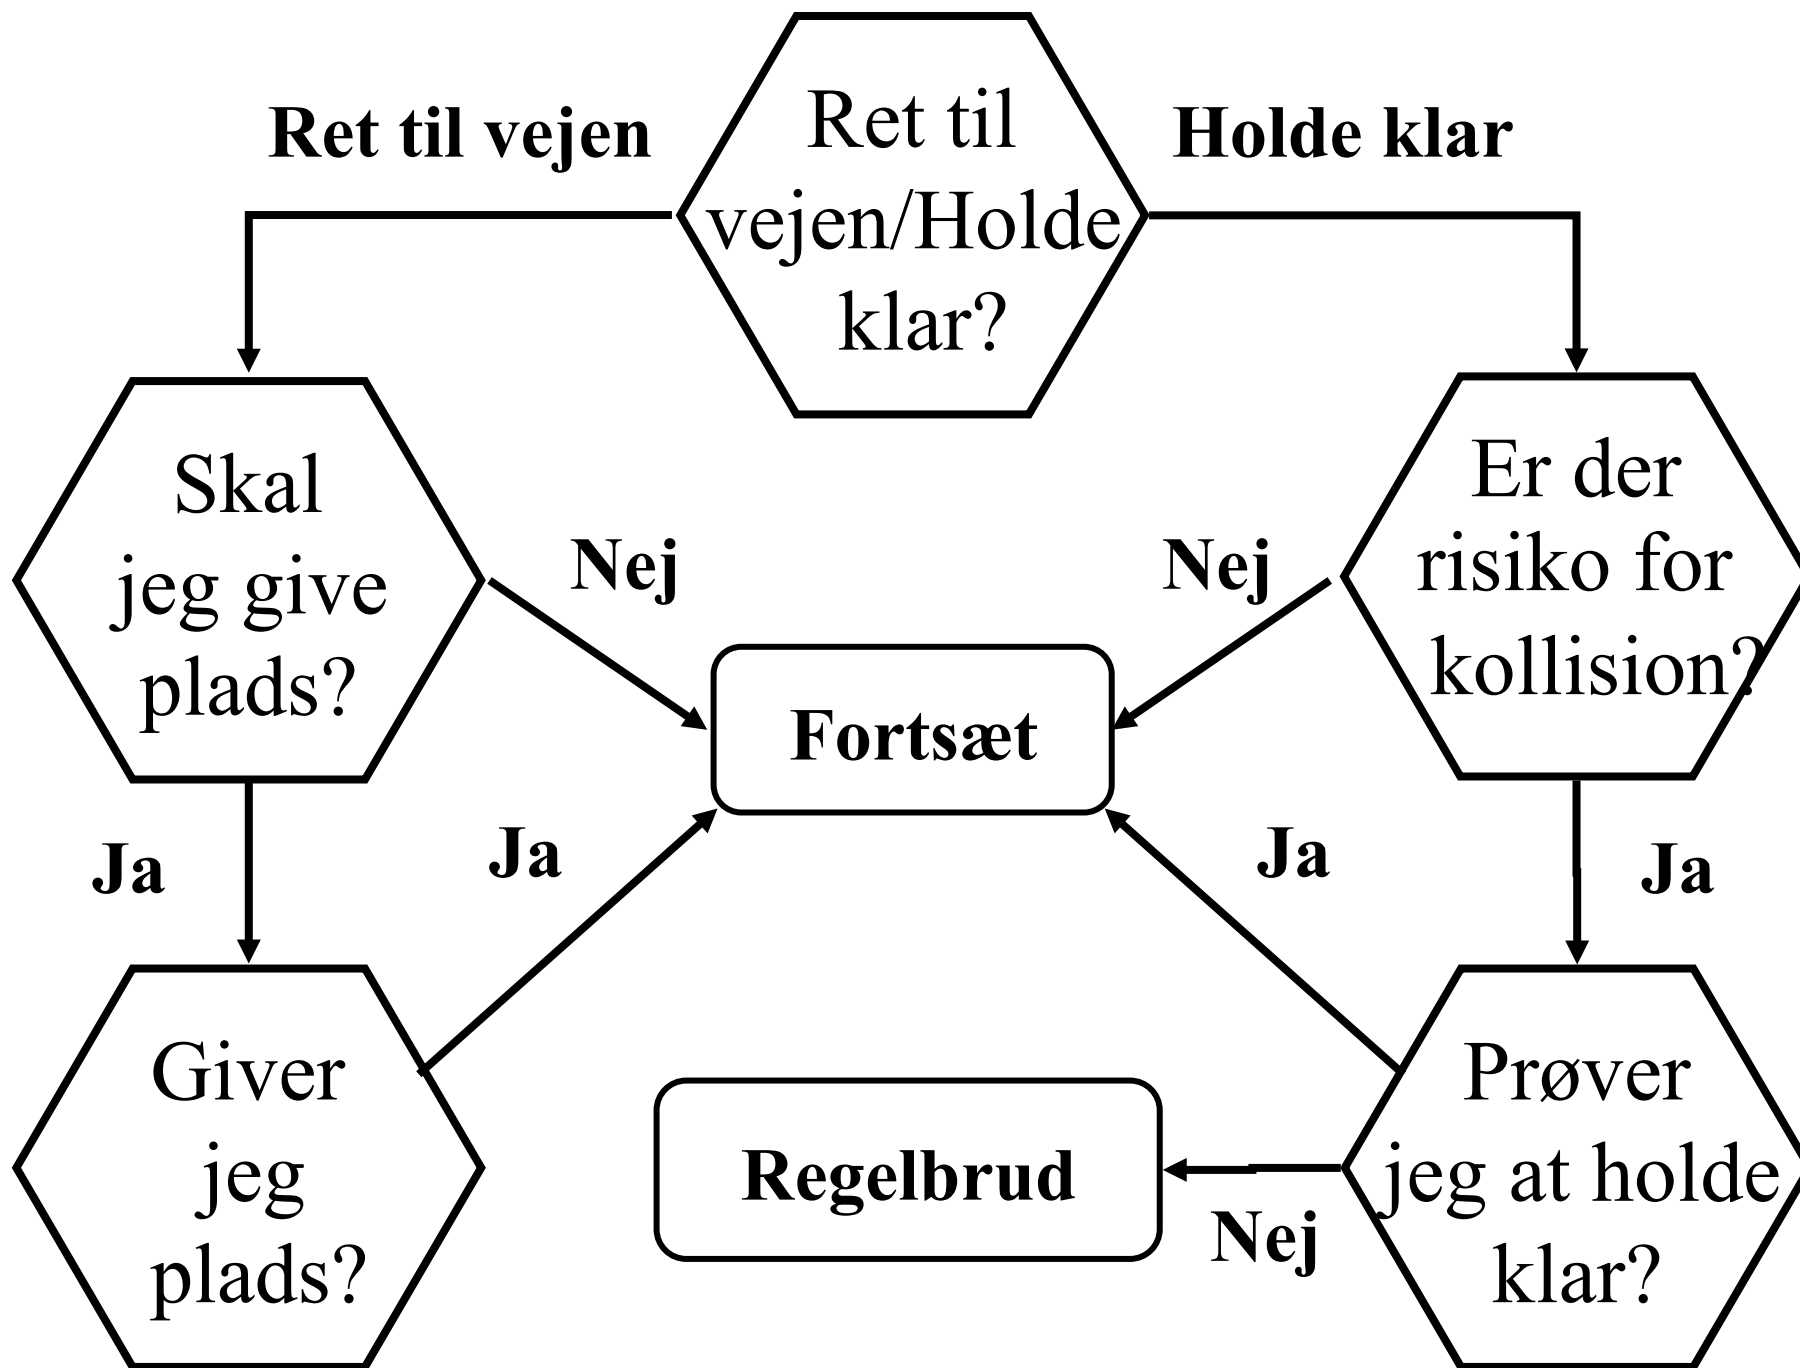 Ret til
vejen/Holde
klar?
Ret til vejen
Holde klar
Skal
jeg give
plads?
Er der
risiko for
kollision?
Nej
Nej
Fortsæt
Ja
Ja
Ja
Ja
Giver
jeg
plads?
Regelbrud
Nej
Prøver
jeg at holde
klar?